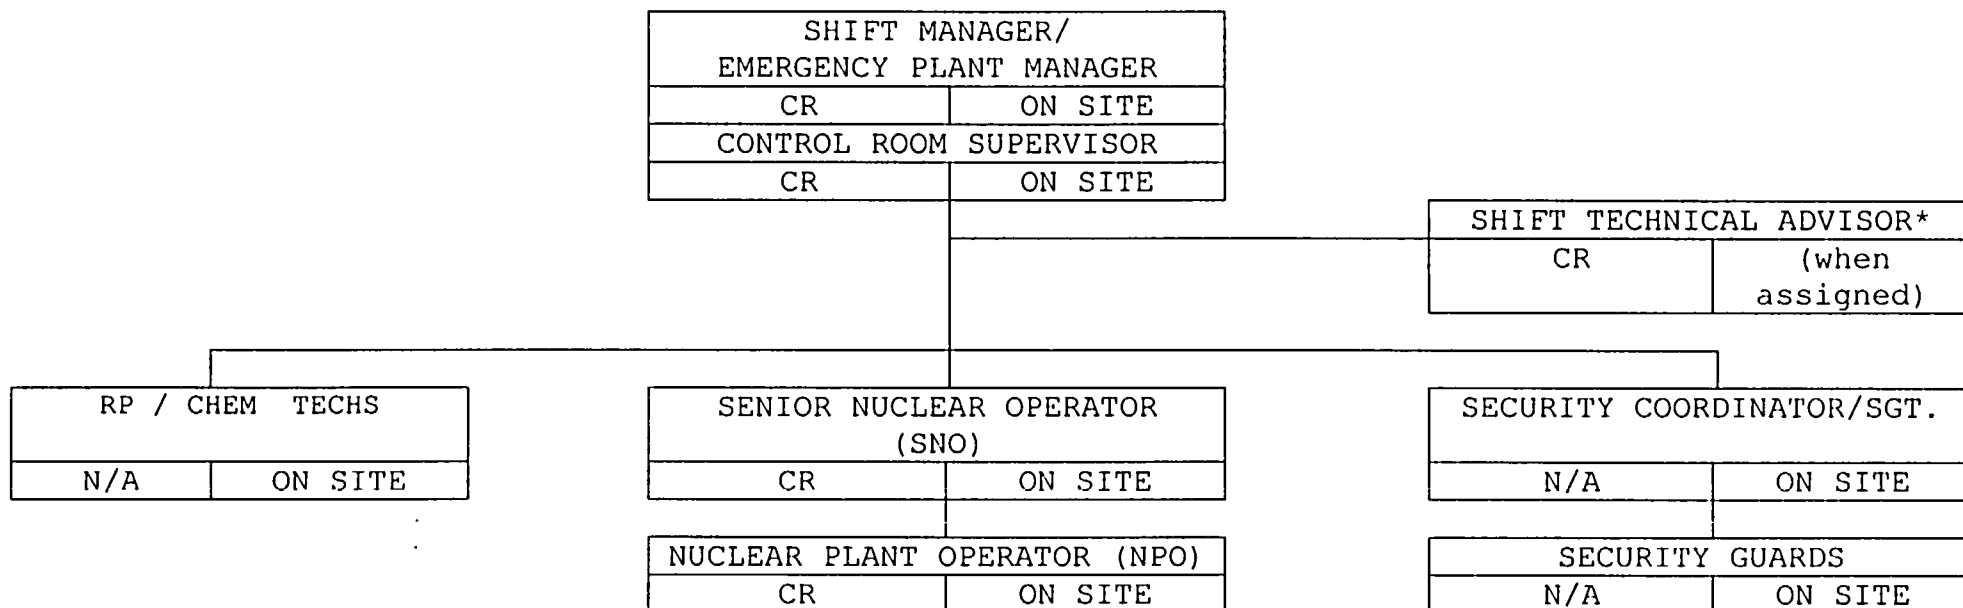 SHIFT MANAGER/
EMERGENCY PLANT MANAGER
CR ON SITE
CONTROL ROOM SUPERVISOR
CR ON SITE
SHIFT TECHNICAL ADVISOR*
CR (when
assigned)
RP / CHEM TECHS
N/A ON SITE
SENIOR NUCLEAR OPERATOR
(SNO)
CR ON SITE
SECURITY COORDINATOR/SGT.
N/A ON SITE
NUCLEAR PLANT OPERATOR (NPO)
CR ON SITE
SECURITY GUARDS
N/A ON SITE